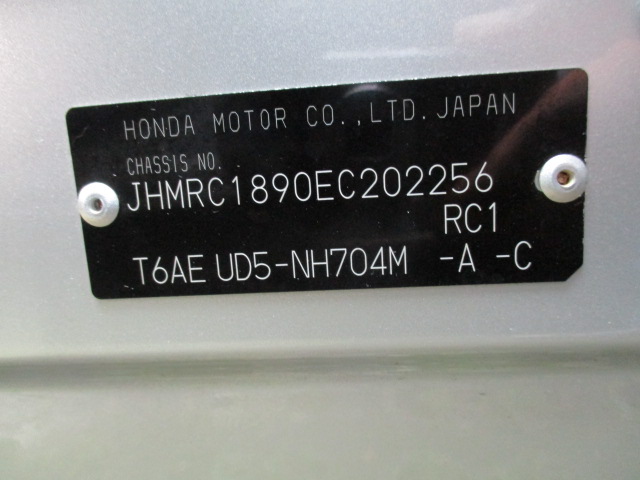 HONDA MOTOR CO.,LTD.JAPAN
CHASSIS NO.
JHMRC1890EC202256
RC1
T6AE UD5-NH704M -A -C